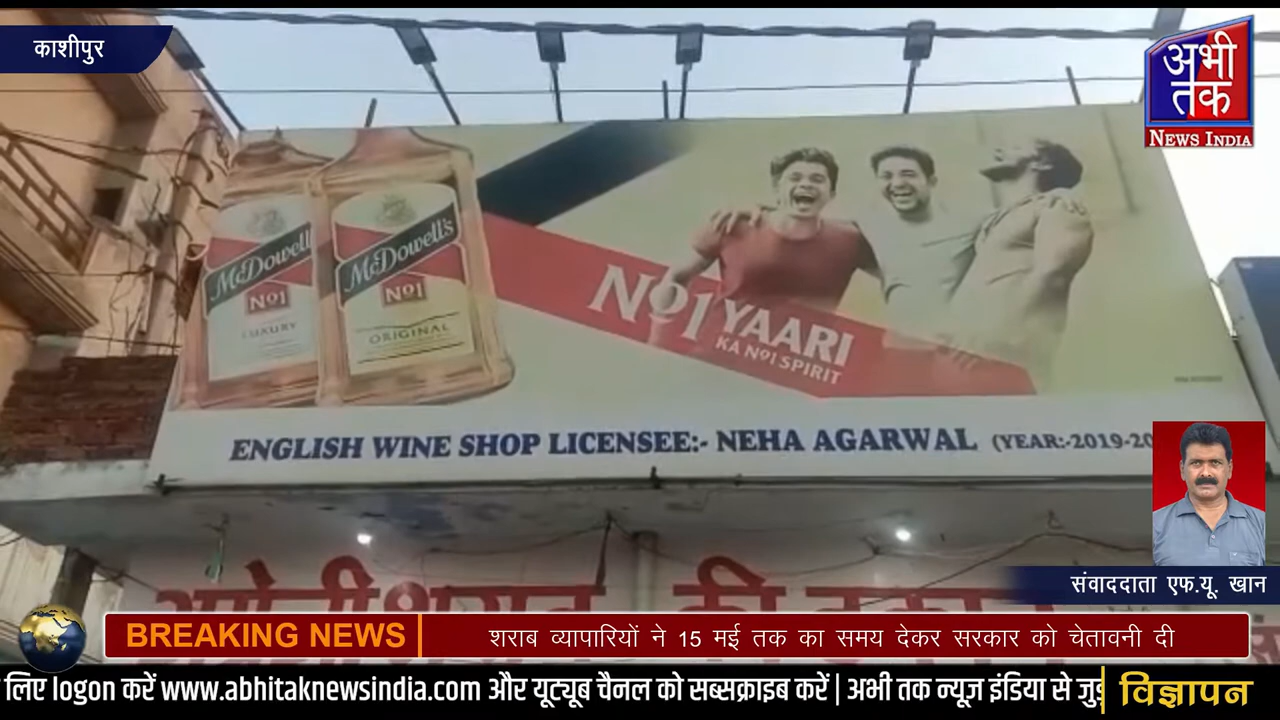 काशीपुर
अभी
तक
NEWS INDIA
McDowell
No1
LUXURY
McDowell's
No1
ORIGINAL
No1 YAARI
KA No1 SPIRIT
ENGLISH WINE SHOP LICENSEE:- NEHA AGARWAL (YEAR:-2019-20
संवाददाता एफ.यू. खान
BREAKING NEWS
शराब व्यापारियों ने 15 मई तक का समय देकर सरकार को चेतावनी दी
लिए logon करें www.abhitaknewsindia.com और यूट्यूब चैनल को सब्सक्राइब करें | अभी तक न्यूज़ इंडिया से जुड़
विज्ञापन